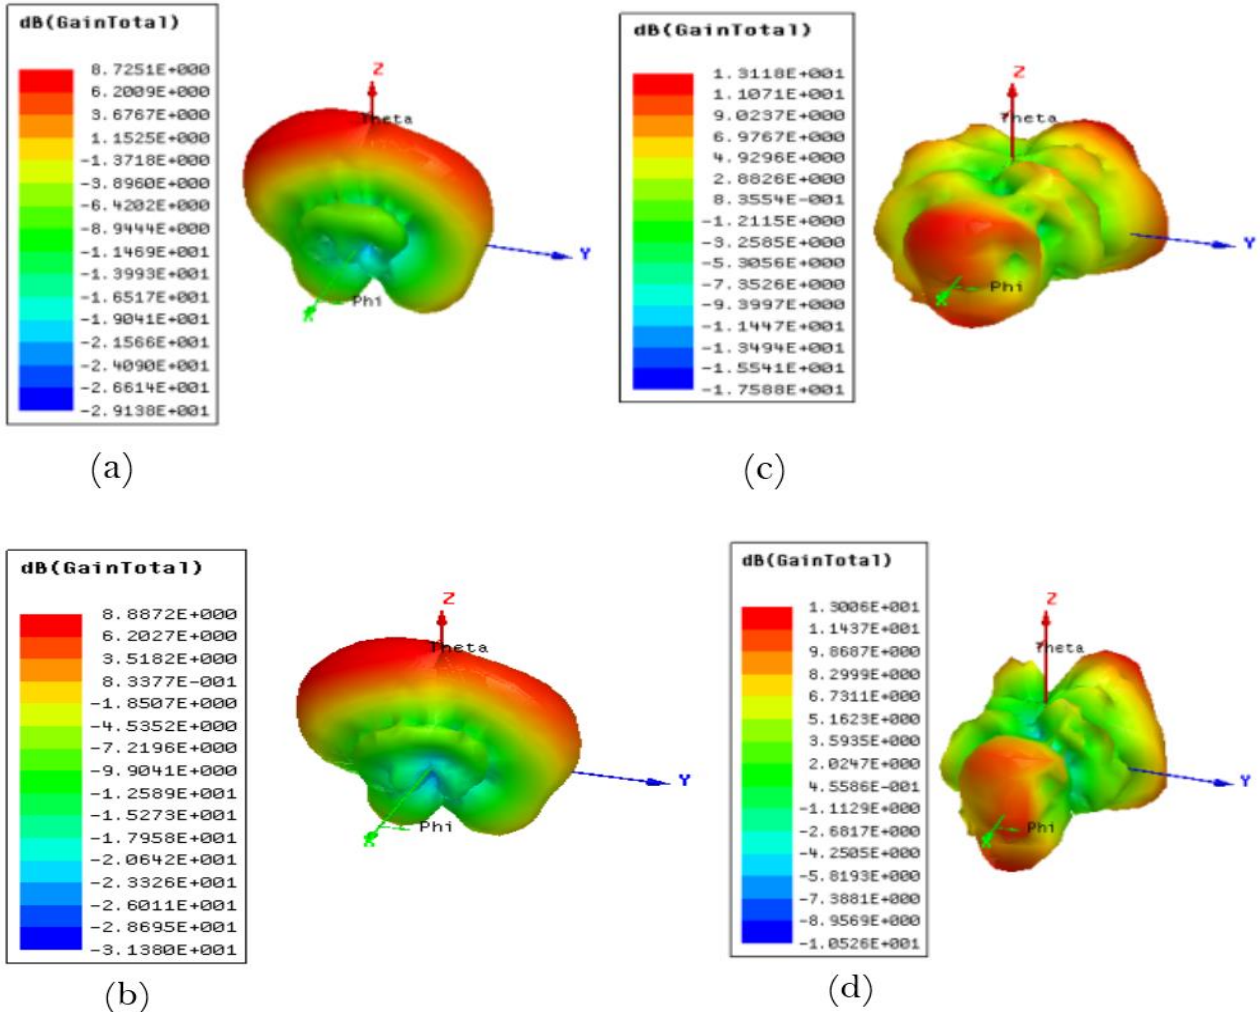 dB(GainTotal)
8.7251E+000
6.2009E+000
3.6767E+000
1.1525E+000
-1.3718E+000
-3.8960E+000
-6.4202E+000
-8.9444E+000
-1.1469E+001
-1.3993E+001
-1.6517E+001
-1.9041E+001
-2.1566E+001
-2.4090E+001
-2.6614E+001
-2.9138E+001
Z
Theta
Y
Phi
X
(a)
dB(GainTotal)
1.3118E+001
1.1071E+001
9.0237E+000
6.9767E+000
4.9296E+000
2.8826E+000
8.3554E-001
-1.2115E+000
-3.2585E+000
-5.3056E+000
-7.3526E+000
-9.3997E+000
-1.1447E+001
-1.3494E+001
-1.5541E+001
-1.7588E+001
Z
Theta
Y
Phi
X
(c)
dB(GainTotal)
8.8872E+000
6.2027E+000
3.5182E+000
8.3377E-001
-1.8507E+000
-4.5352E+000
-7.2196E+000
-9.9041E+000
-1.2589E+001
-1.5273E+001
-1.7958E+001
-2.0642E+001
-2.3326E+001
-2.6011E+001
-2.8695E+001
-3.1380E+001
Z
Theta
Y
Phi
X
(b)
dB(GainTotal)
1.3006E+001
1.1437E+001
9.8687E+000
8.2999E+000
6.7311E+000
5.1623E+000
3.5935E+000
2.0247E+000
4.5586E-001
-1.1129E+000
-2.6817E+000
-4.2505E+000
-5.8193E+000
-7.3881E+000
-8.9569E+000
-1.0526E+001
Z
Theta
Y
Phi
X
(d)